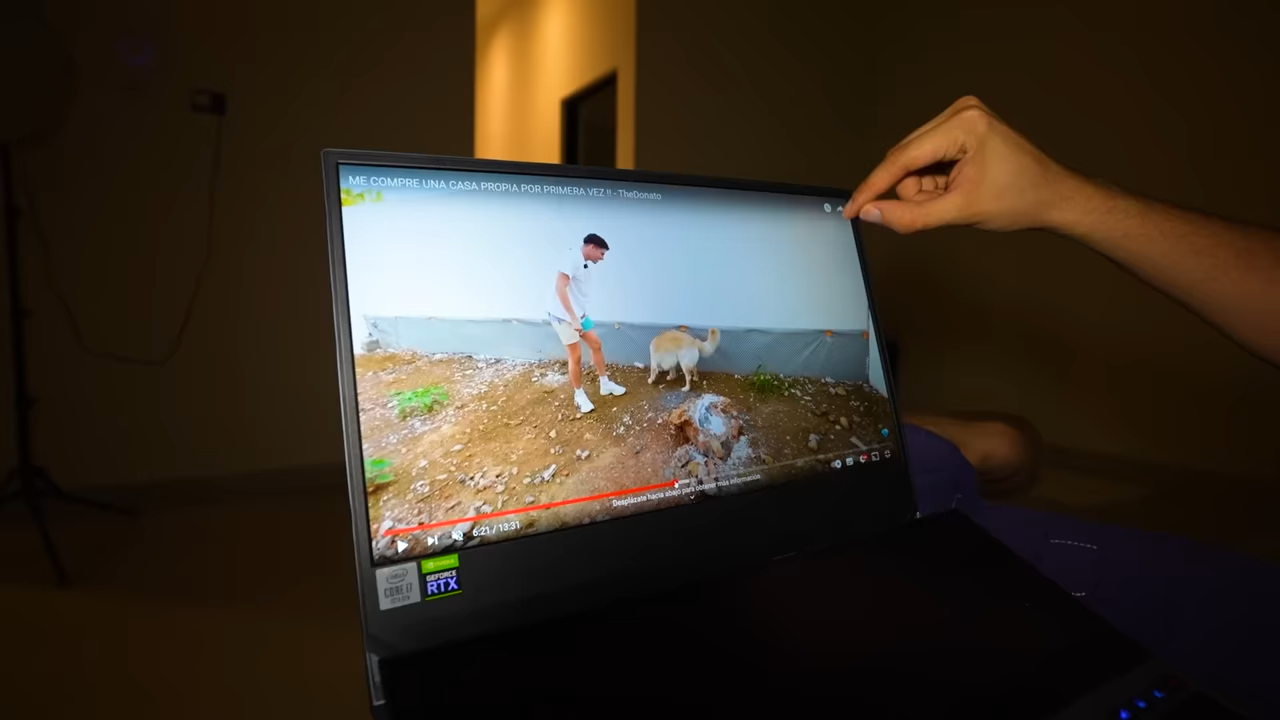 ME COMPRE UNA CASA PROPIA POR PRIMERA VEZ !! - TheDonato
Desplázate hacia abajo para obtener más información
6:21 / 13:31
intel
CORE i7
GEFORCE
RTX